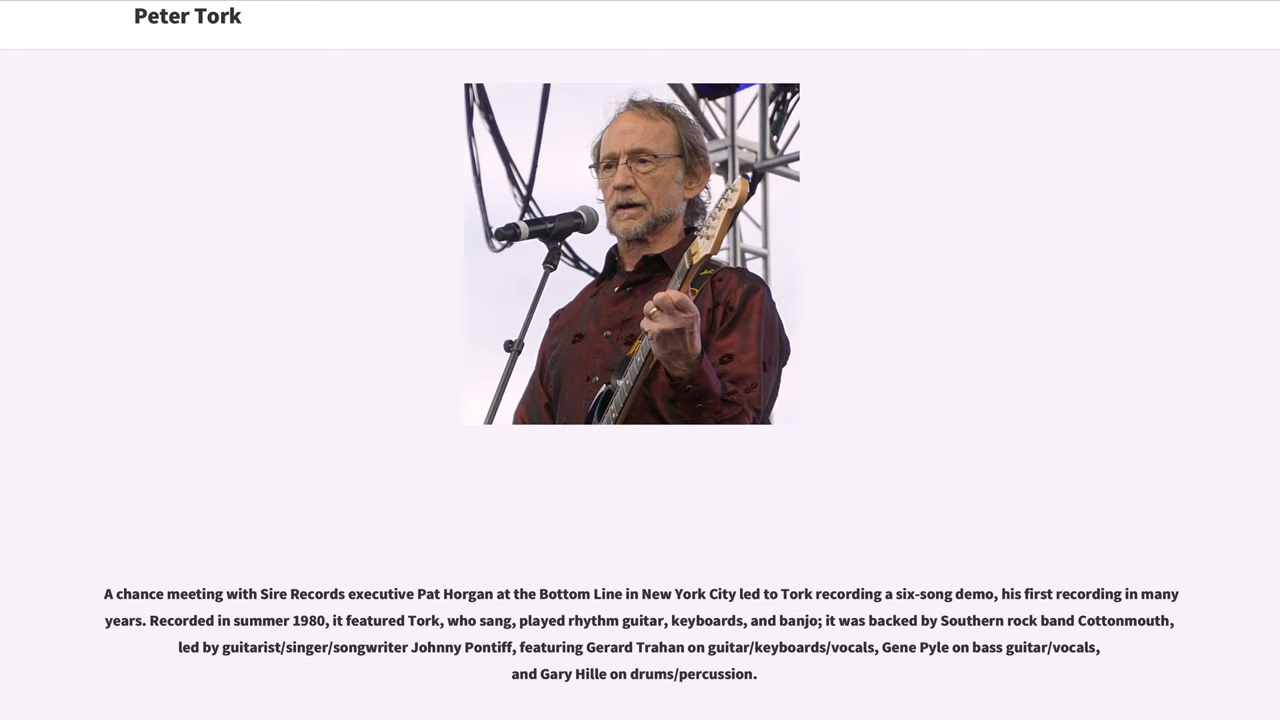 Peter Tork
A chance meeting with Sire Records executive Pat Horgan at the Bottom Line in New York City led to Tork recording a six-song demo, his first recording in many
years. Recorded in summer 1980, it featured Tork, who sang, played rhythm guitar, keyboards, and banjo; it was backed by Southern rock band Cottonmouth,
led by guitarist/singer/songwriter Johnny Pontiff, featuring Gerard Trahan on guitar/keyboards/vocals, Gene Pyle on bass guitar/vocals,
and Gary Hille on drums/percussion.